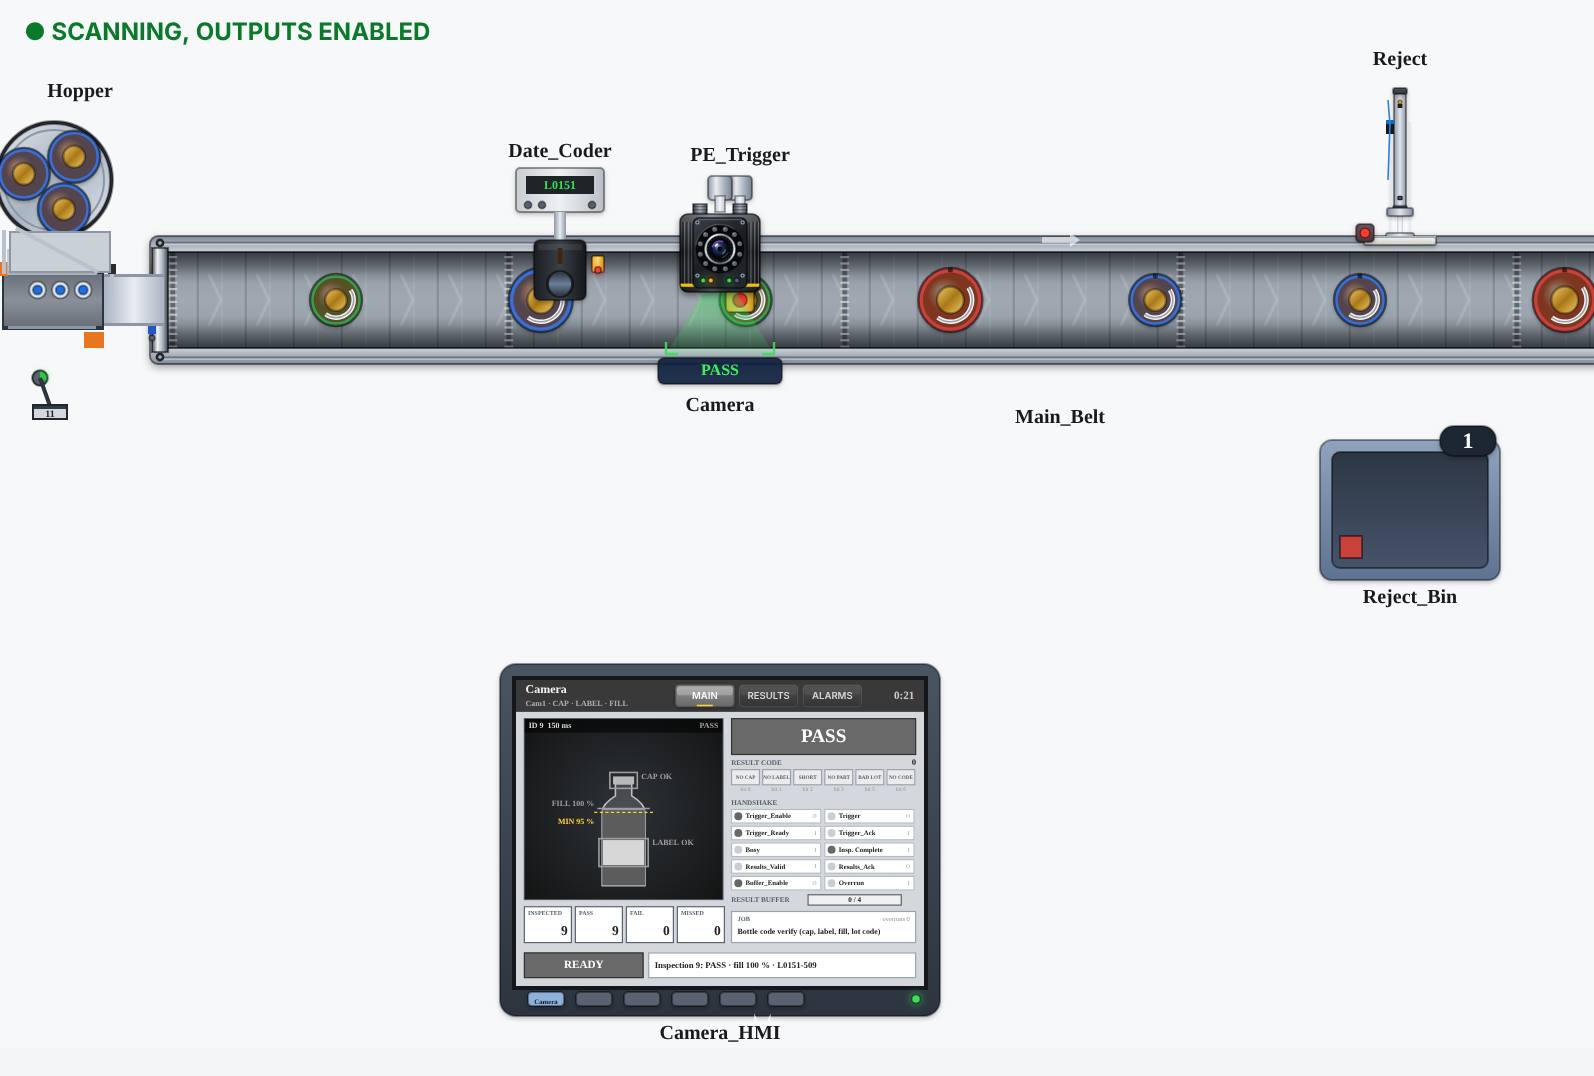 SCANNING, OUTPUTS ENABLED
Reject
Hopper
Date_Coder
PE_Trigger
L0151
PASS
11
Camera
Main_Belt
1
Reject_Bin
Camera
Cam1 · CAP · LABEL · FILL
MAIN
RESULTS
ALARMS
0:21
ID 9 150 ms
PASS
CAP OK
FILL 100 %
MIN 95 %
LABEL OK
PASS
RESULT CODE
0
NO CAP
NO LABEL
SHORT
NO PART
BAD LOT
NO CODE
HANDSHAKE
Trigger_Enable
Trigger
Trigger_Ready
Trigger_Ack
Busy
Insp. Complete
Results_Valid
Results_Ack
Buffer_Enable
Overrun
RESULT BUFFER
0 / 4
INSPECTED
9
PASS
9
FAIL
0
MISSED
0
JOB
overruns 0
Bottle code verify (cap, label, fill, lot code)
READY
Inspection 9: PASS · fill 100 % · L0151-509
Camera
Camera_HMI